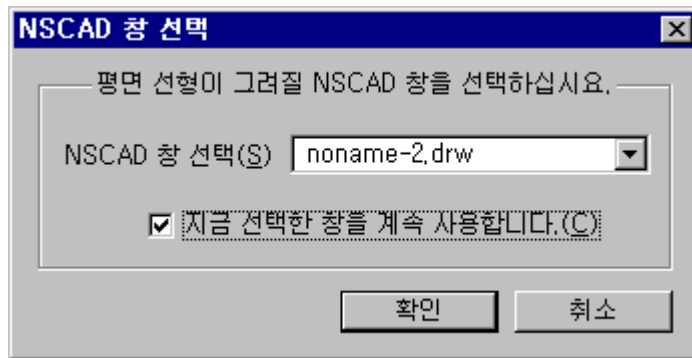 NSCAD 창 선택
평면 선형이 그려질 NSCAD 창을 선택하십시요.
NSCAD 창 선택(S) noname-2.drw
지금 선택한 창을 계속 사용합니다.(C)
확인 취소